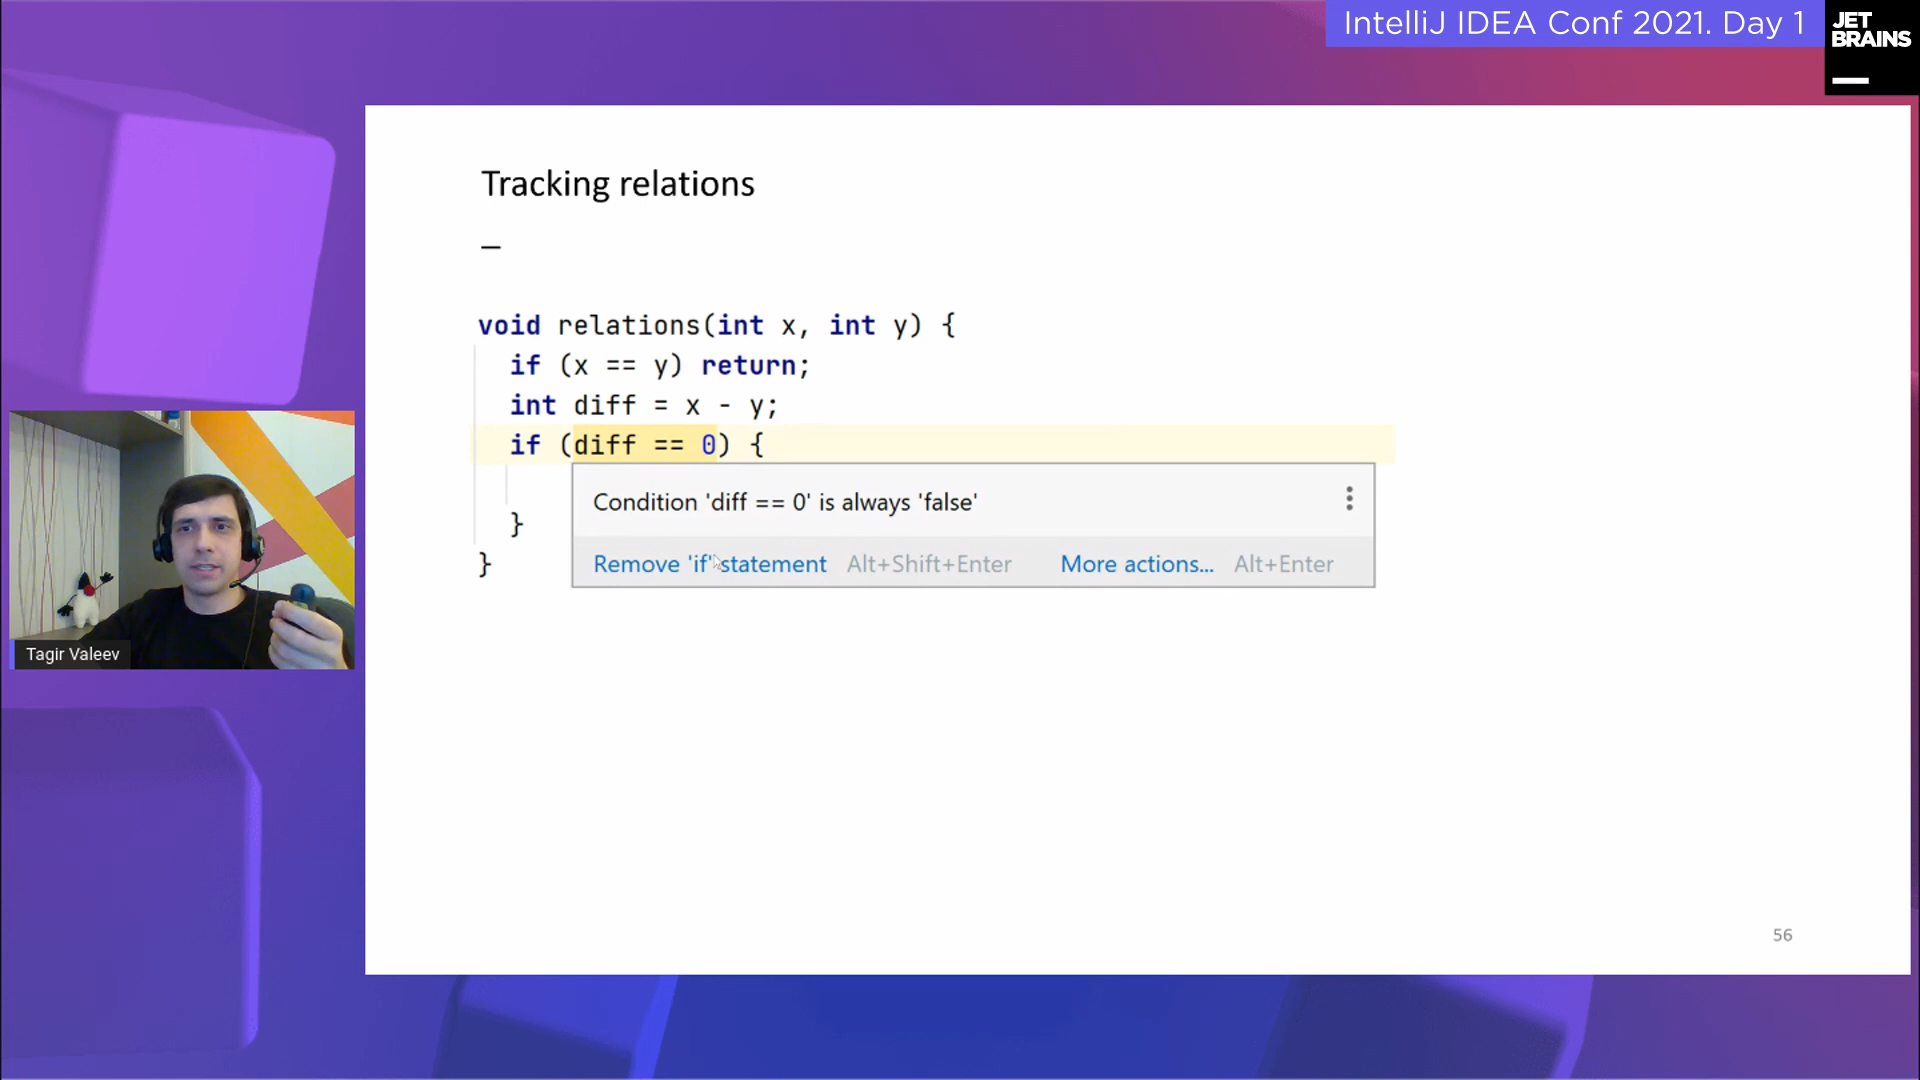 IntelliJ IDEA Conf 2021. Day 1
JET
BRAINS
Tracking relations
—
void relations(int x, int y) {
if (x == y) return;
int diff = x - y;
if (diff == 0) {
Condition 'diff == 0' is always 'false'
}
Remove 'if' statement Alt+Shift+Enter More actions... Alt+Enter
}
Tagir Valeev
56